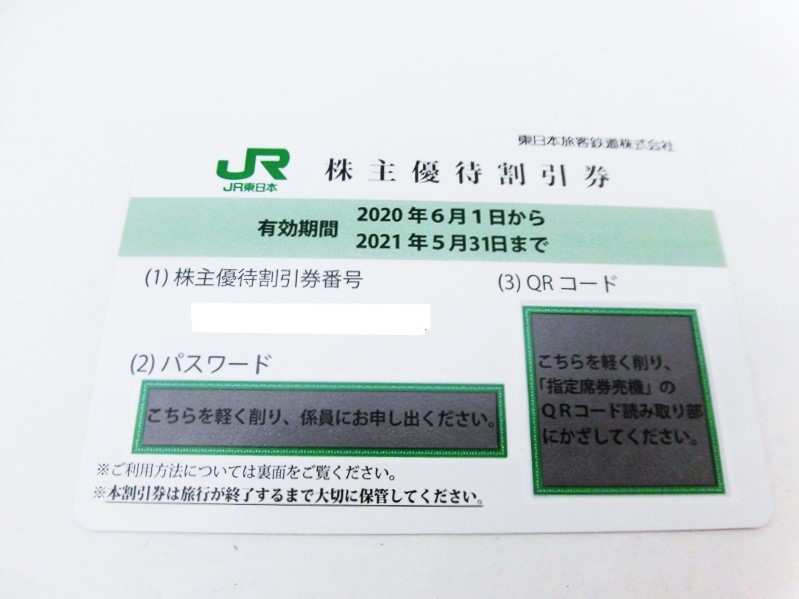 東日本旅客鉄道株式会社
JR
JR東日本
株主優待割引券
有効期間
2020年6月1日から
2021年5月31日まで
(1) 株主優待割引券番号
(3) QR コード
(2) パスワード
こちらを軽く削り、係員にお申し出ください。
こちらを軽く削り、
「指定席券売機」の
QRコード読み取り部
にかざしてください。
※ご利用方法については裏面をご覧ください。
※本割引券は旅行が終了するまで大切に保管してください。